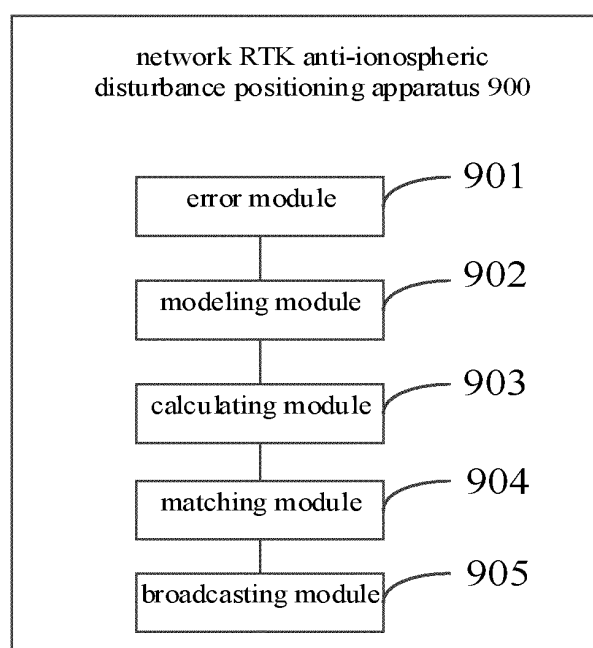 network RTK anti-ionospheric
disturbance positioning apparatus 900
901
error module
902
modeling module
903
calculating module
904
matching module
905
broadcasting module